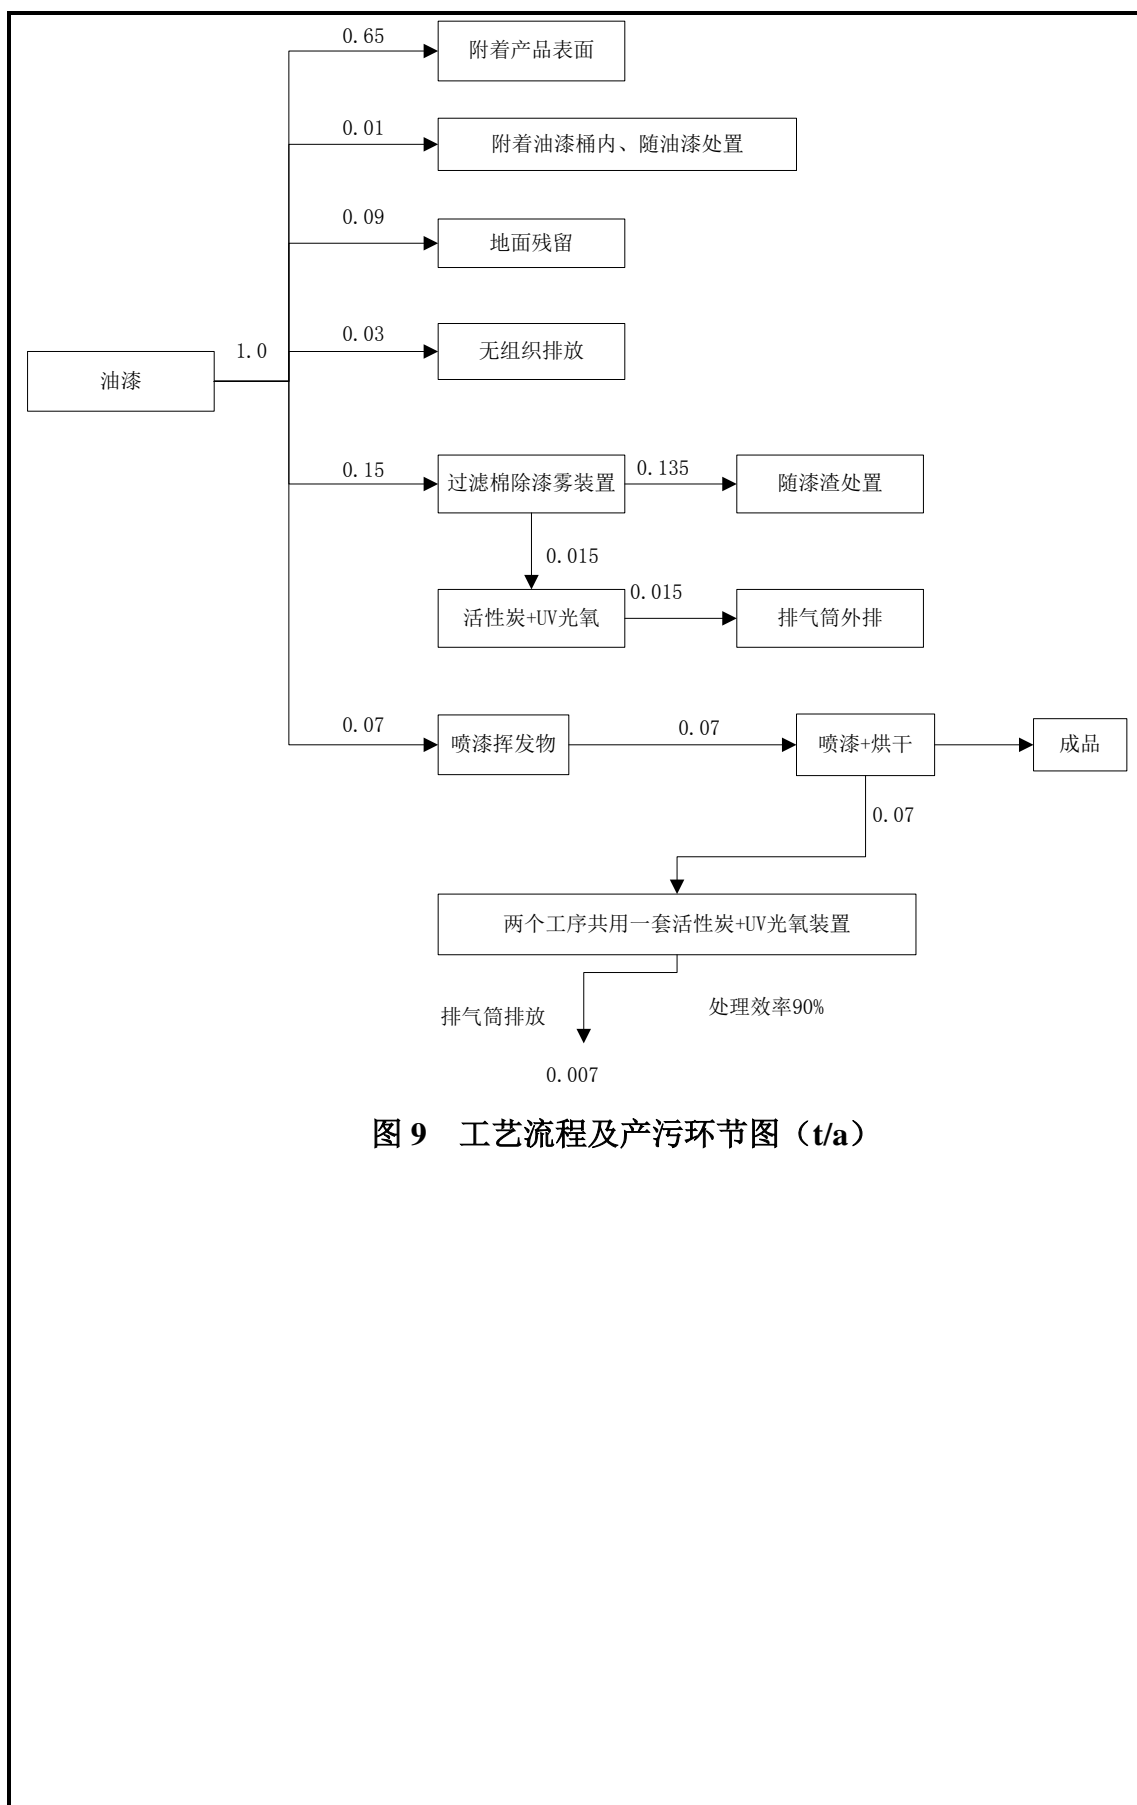 0.65
附着产品表面
0.01
附着油漆桶内、随油漆处置
0.09
地面残留
0.03
无组织排放
1.0
油漆
0.15
过滤棉除漆雾装置
0.135
随漆渣处置
0.015
活性炭+UV光氧
0.015
排气筒外排
0.07
喷漆挥发物
0.07
喷漆+烘干
成品
0.07
两个工序共用一套活性炭+UV光氧装置
排气筒排放
处理效率90%
0.007
图 9 工艺流程及产污环节图（t/a）